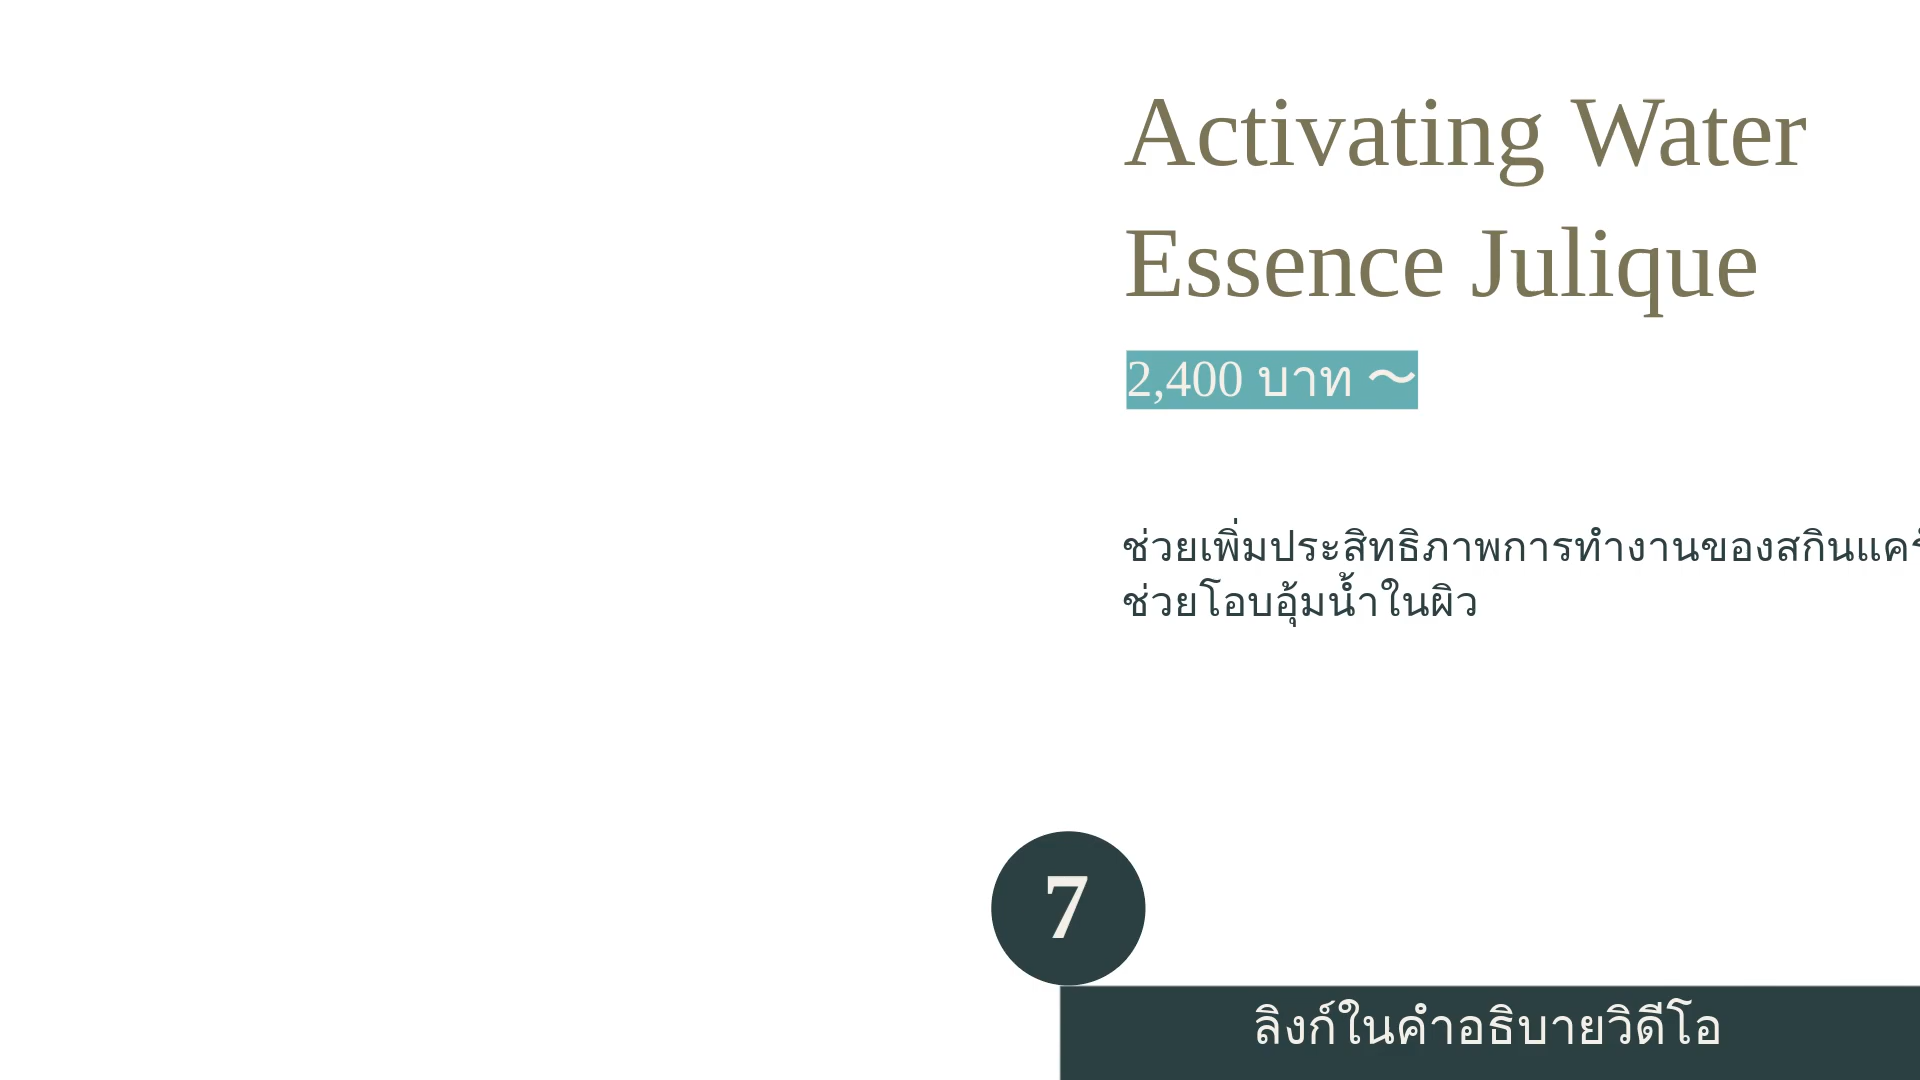 Activating Water
Essence Julique
2,400 บาท 〜
ช่วยเพิ่มประสิทธิภาพการทำงานของสกินแคร์
ช่วยโอบอุ้มน้ำในผิว
7
ลิงก์ในคำอธิบายวิดีโอ